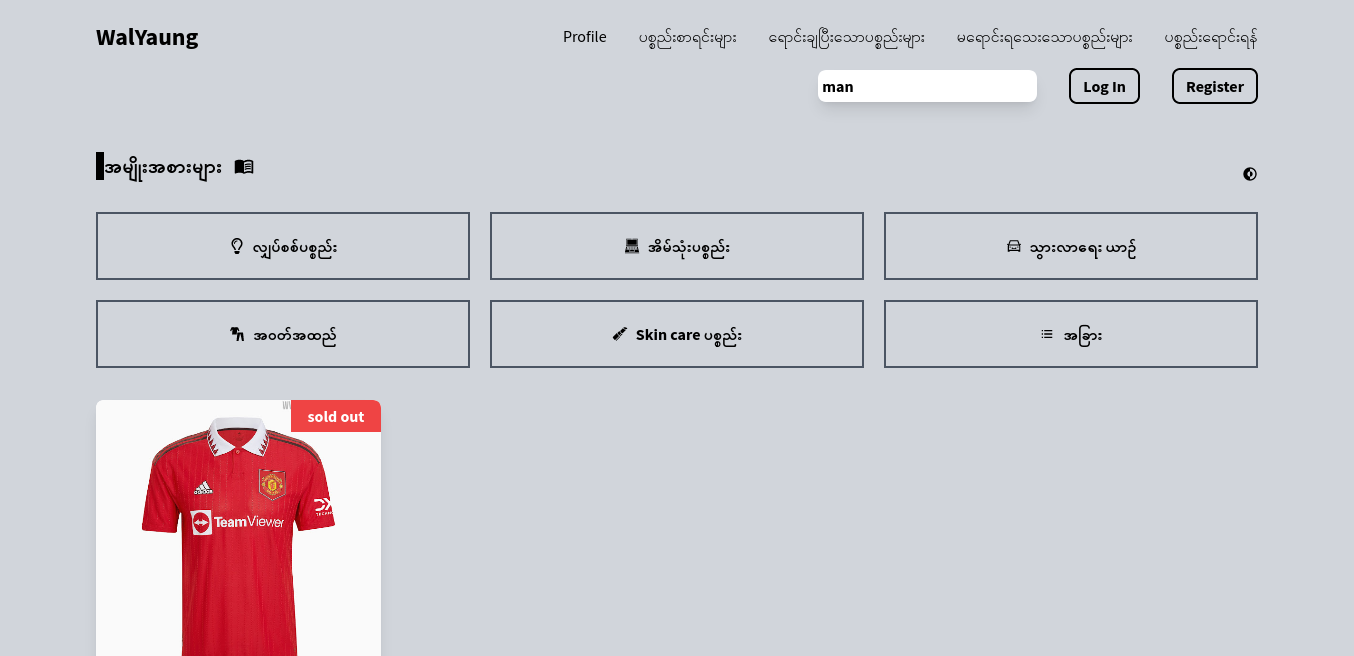 WalYaung
Profile ပစ္စည်းစာရင်းများ ရောင်းချပြီးသောပစ္စည်းများ မရောင်းရသေးသောပစ္စည်းများ ပစ္စည်းရောင်းရန်
man Log In Register
အမျိုးအစားများ
လျှပ်စစ်ပစ္စည်း အိမ်သုံးပစ္စည်း သွားလာရေး ယာဉ်
အဝတ်အထည် Skin care ပစ္စည်း အခြား
sold out
adidas
TeamViewer